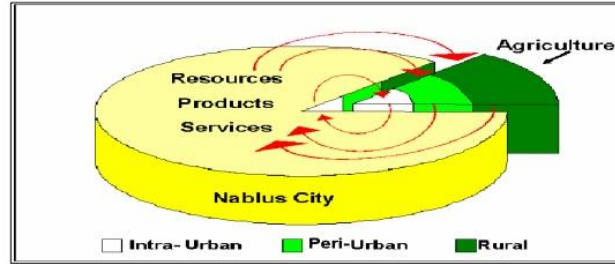 Agriculture
Resources
Products
Services
Nablus City
Intra-Urban
Peri-Urban
Rural